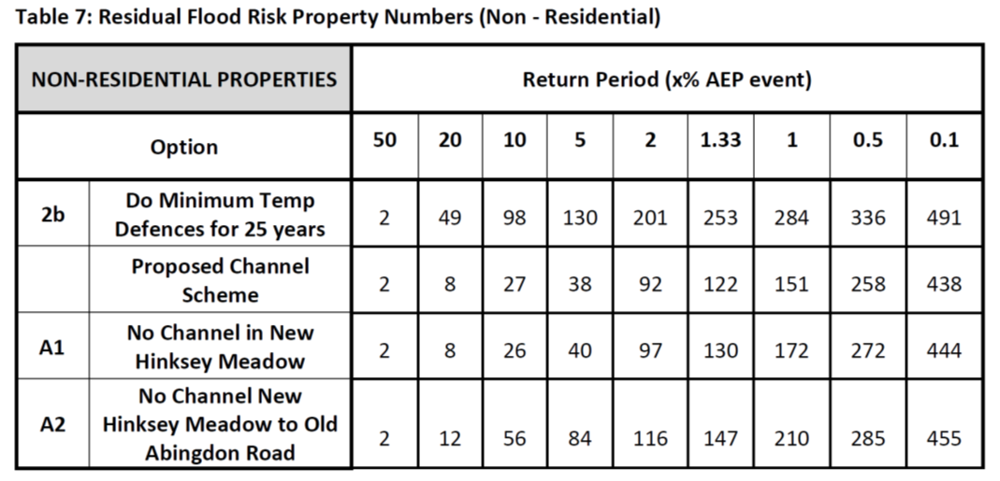 Table 7: Residual Flood Risk Property Numbers (Non - Residential)
NON-RESIDENTIAL PROPERTIES Return Period (x% AEP event)
Option 50 20 10 5 2 1.33 1 0.5 0.1
2b Do Minimum Temp
Defences for 25 years 2 49 98 130 201 253 284 336 491
Proposed Channel
Scheme 2 8 27 38 92 122 151 258 438
A1 No Channel in New
Hinksey Meadow 2 8 26 40 97 130 172 272 444
No Channel New
A2 Hinksey Meadow to Old
Abingdon Road 2 12 56 84 116 147 210 285 455